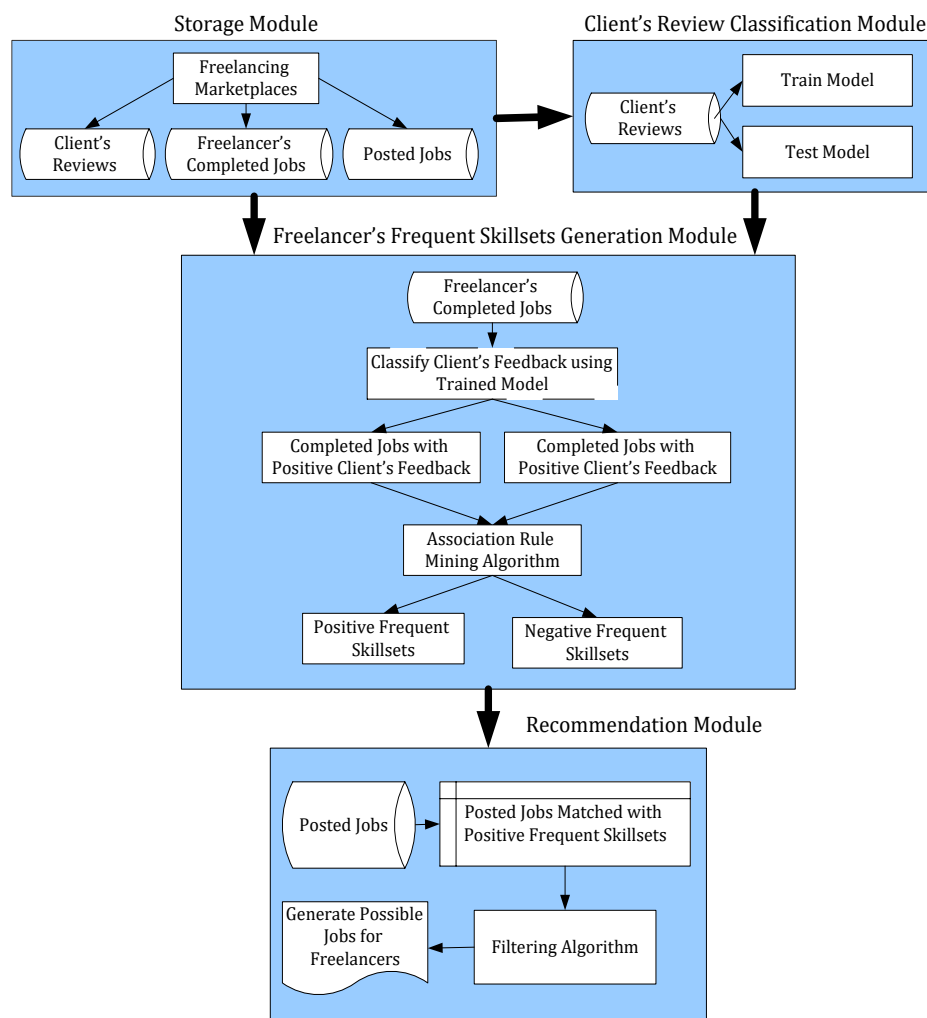 Storage Module
Client's Review Classification Module
Freelancing
Marketplaces
Client's
Reviews
Freelancer's
Completed Jobs
Posted Jobs
Client's
Reviews
Train Model
Test Model
Freelancer's Frequent Skillsets Generation Module
Freelancer's
Completed Jobs
Classify Client's Feedback using
Trained Model
Completed Jobs with
Positive Client's Feedback
Completed Jobs with
Positive Client's Feedback
Association Rule
Mining Algorithm
Positive Frequent
Skillsets
Negative Frequent
Skillsets
Recommendation Module
Posted Jobs
Posted Jobs Matched with
Positive Frequent Skillsets
Generate Possible
Jobs for
Freelancers
Filtering Algorithm